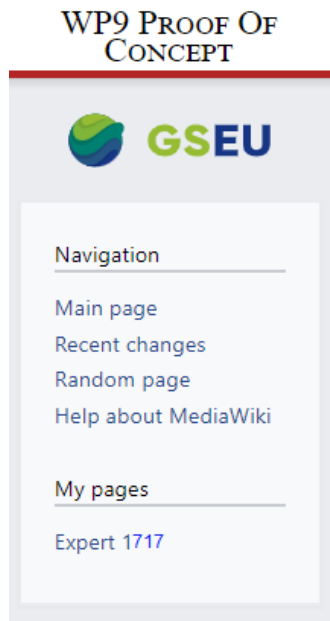 WP9 PROOF OF
CONCEPT
GSEU
Navigation
Main page
Recent changes
Random page
Help about MediaWiki
My pages
Expert 1717